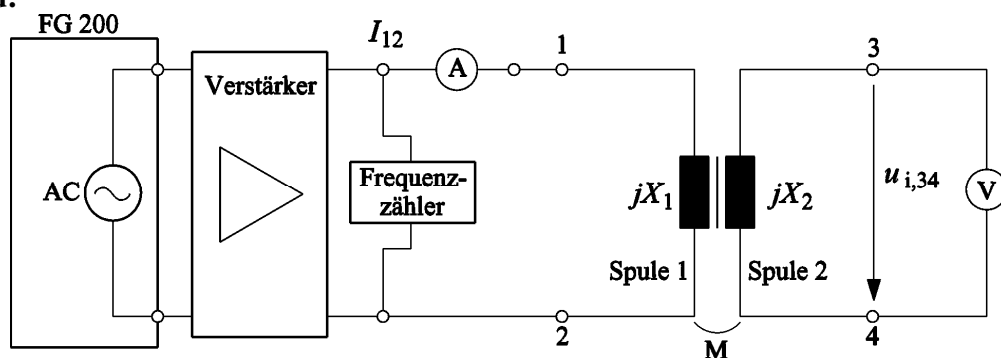 FG 200
AC
Verstärker
I12
Frequenz-
zähler
A
1
2
jX1
jX2
Spule 1
Spule 2
M
3
4
ui,34
V